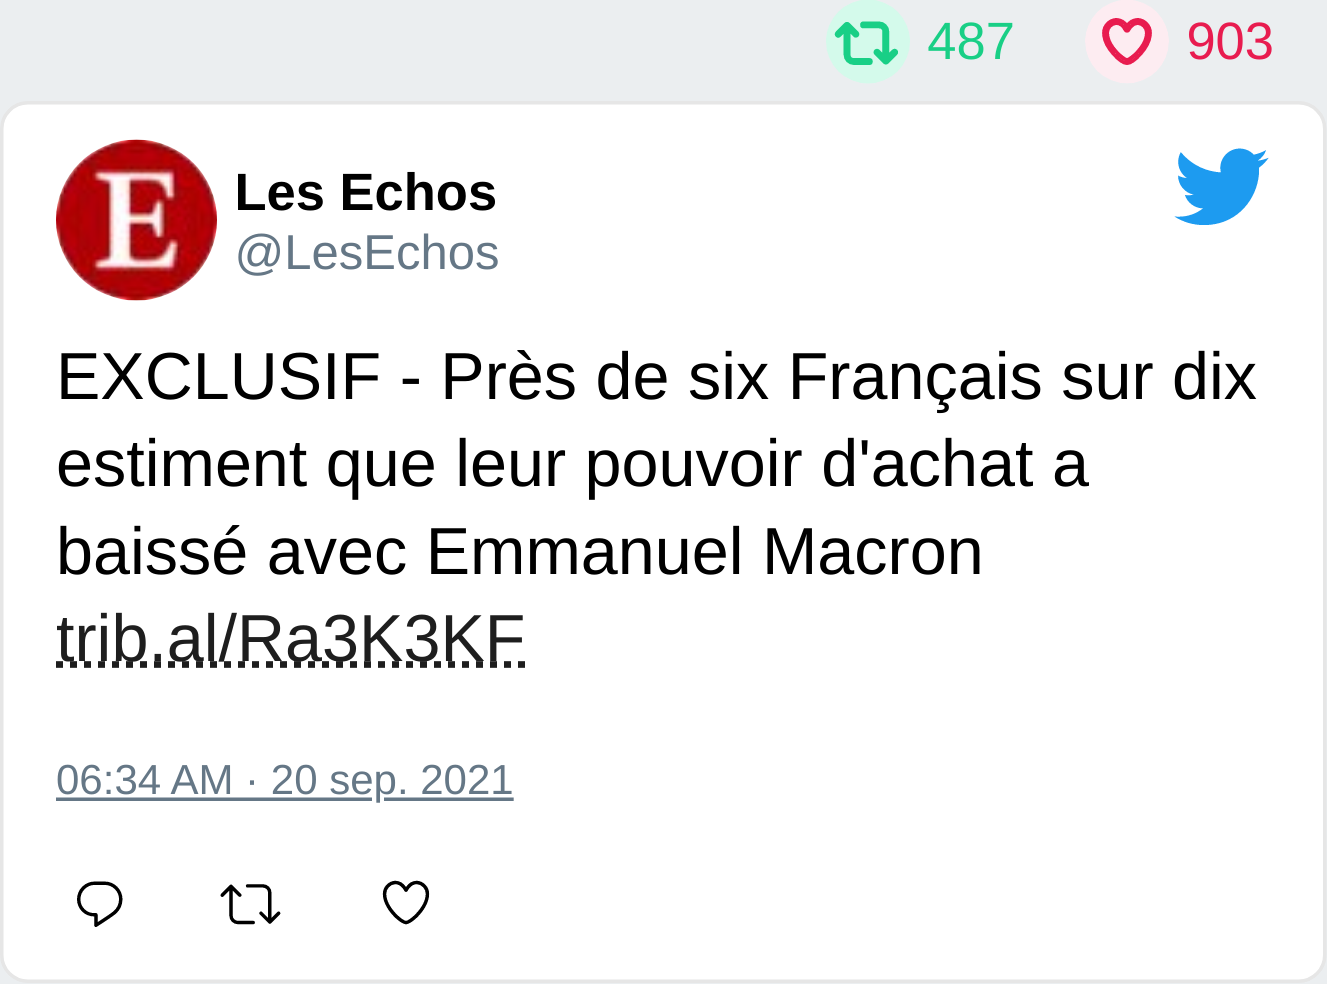 487 903
E
Les Echos
@LesEchos
EXCLUSIF - Près de six Français sur dix
estiment que leur pouvoir d'achat a
baissé avec Emmanuel Macron
trib.al/Ra3K3KF
06:34 AM · 20 sep. 2021